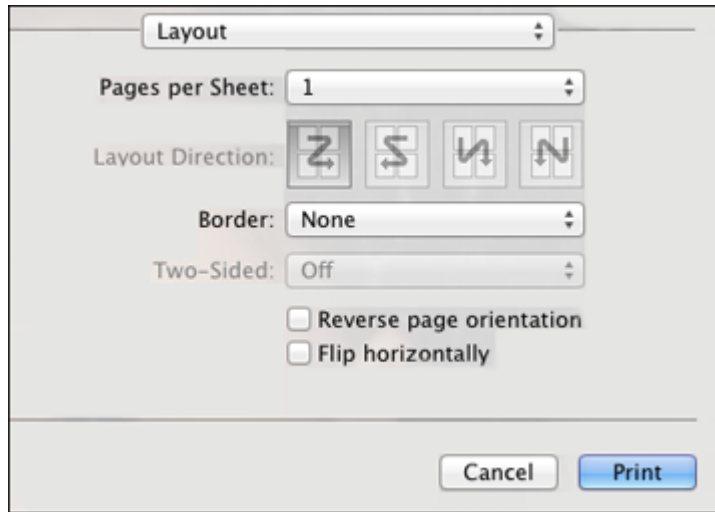 Layout
Pages per Sheet: 1
Layout Direction:
Border: None
Two-Sided: Off
Reverse page orientation
Flip horizontally
Cancel Print